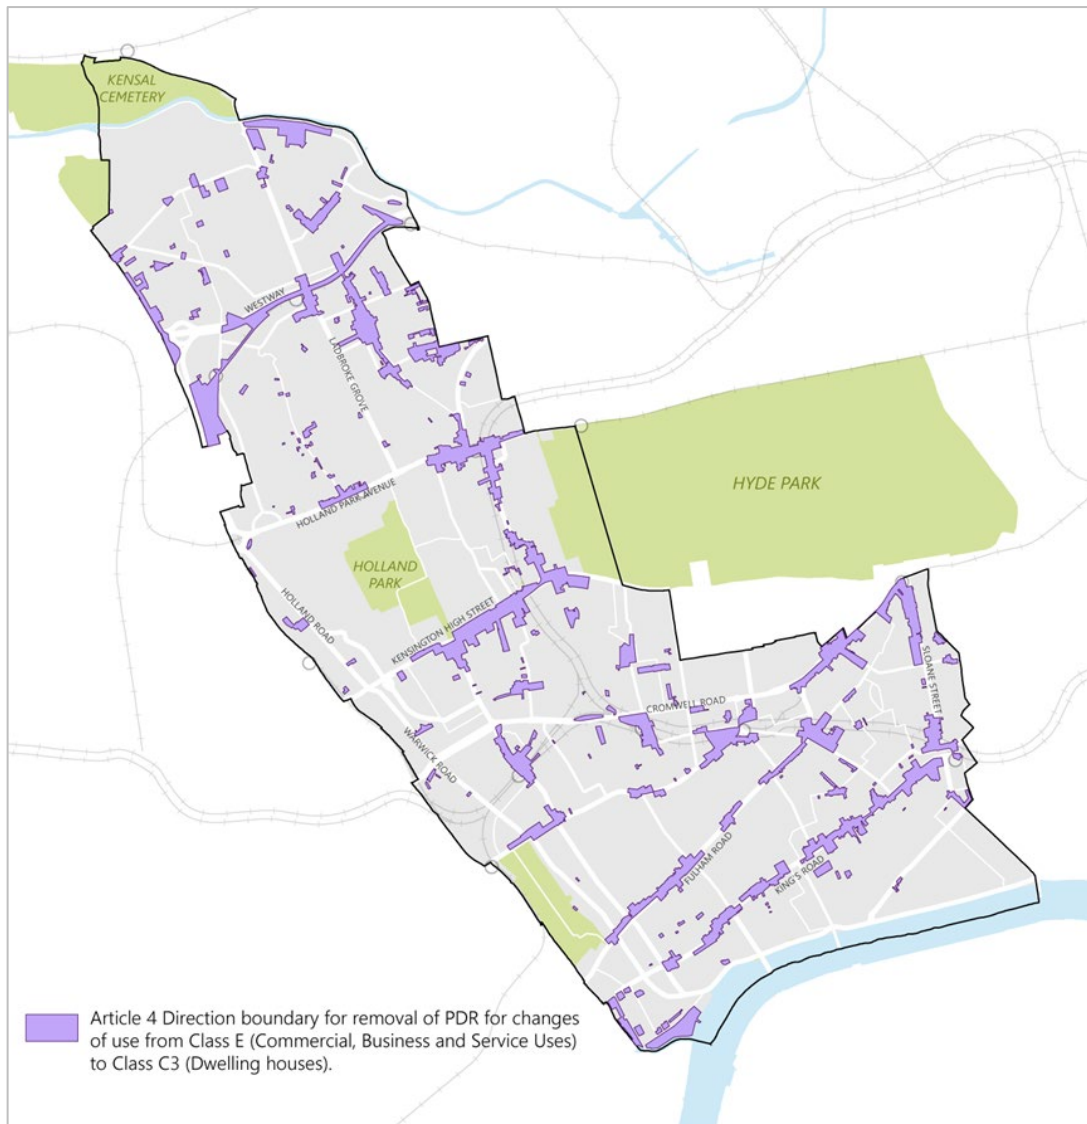 KENSAL
CEMETERY
WESTWAY
LADBROKE GROVE
HYDE PARK
HOLLAND PARK AVENUE
HOLLAND
PARK
HOLLAND ROAD
KENSINGTON HIGH STREET
SLOANE STREET
CROMWELL ROAD
WARWICK ROAD
FULHAM ROAD
KING'S ROAD
Article 4 Direction boundary for removal of PDR for changes
of use from Class E (Commercial, Business and Service Uses)
to Class C3 (Dwelling houses).